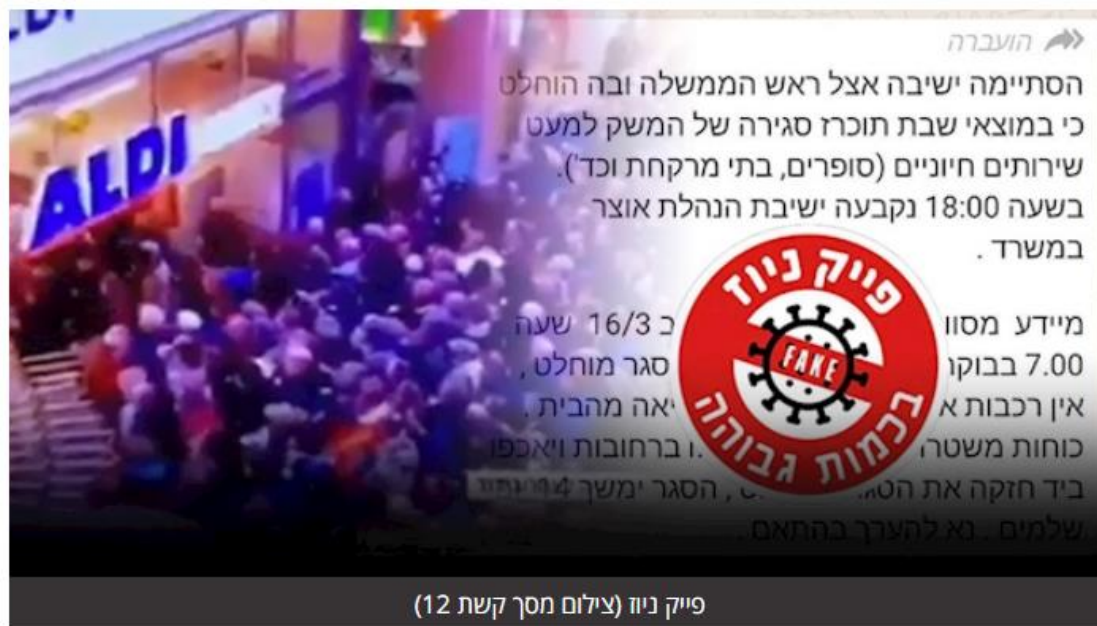 DI
ALDI
הועברה
הסתיימה ישיבה אצל ראש הממשלה ובה הוחלט
כי במוצאי שבת תוכרז סגירה של המשק למעט
שירותים חיוניים (סופרים, בתי מרקחת וכד').
בשעה 18:00 נקבעה ישיבת הנהלת אוצר
במשרד .
מיידע מסוו ב 16/3 שעה
7.00 בבוקר סגר מוחלט ,
אין רכבות א יאה מהבית .
כוחות משטרה ו ברחובות ויאכפו
ביד חזקה את הסגר , הסגר ימשך
שלמים . נא להערך בהתאם .
פייק ניוז
FAKE
בכמות גבוהה
פייק ניוז (צילום מסך קשת 12)